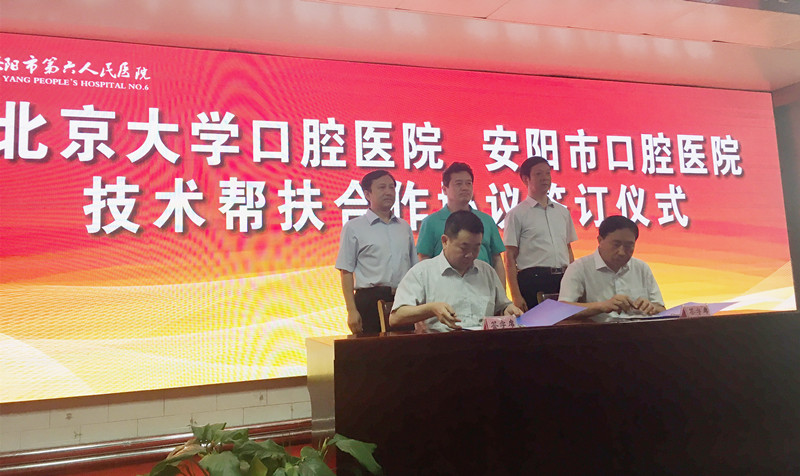 阳市第六人民医院
YANG PEOPLE'S HOSPITAL NO.6
北京大学口腔医院 安阳市口腔医院
技术帮扶合作协议签订仪式